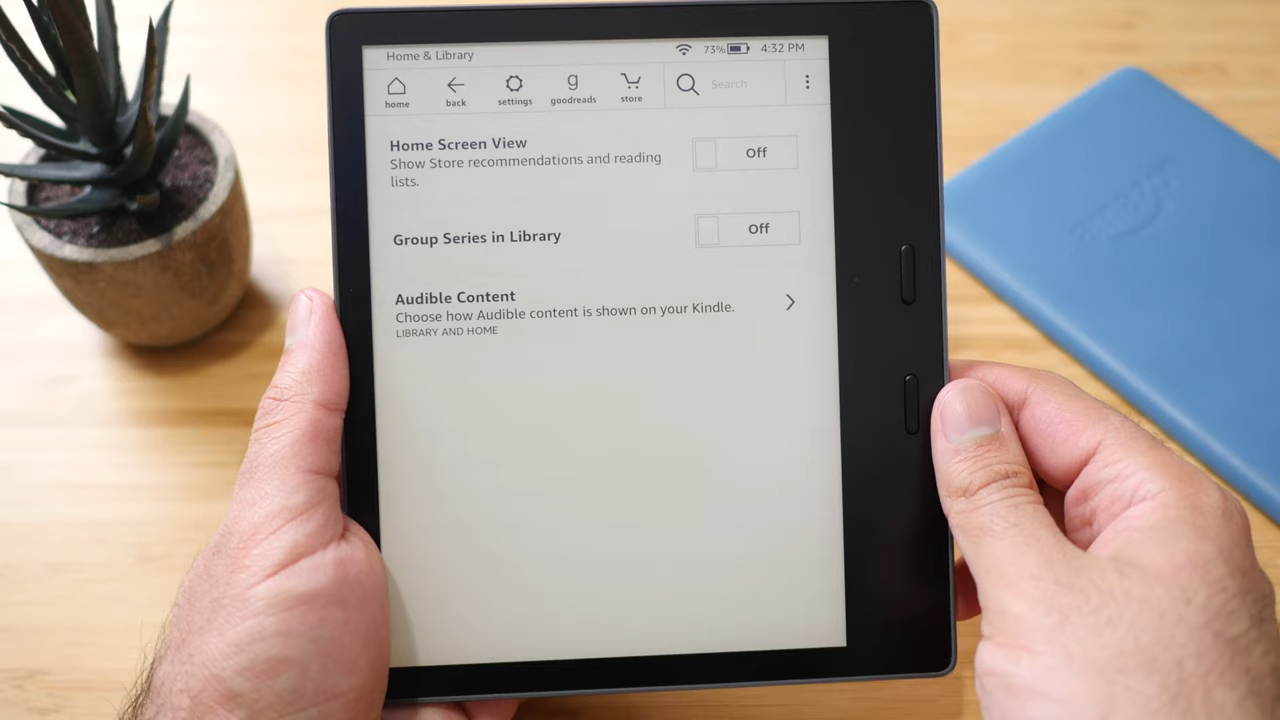 Home & Library 73% 4:32 PM
home back settings goodreads store Search
Home Screen View
Show Store recommendations and reading
lists.
Off
Group Series in Library
Off
Audible Content
Choose how Audible content is shown on your Kindle.
LIBRARY AND HOME